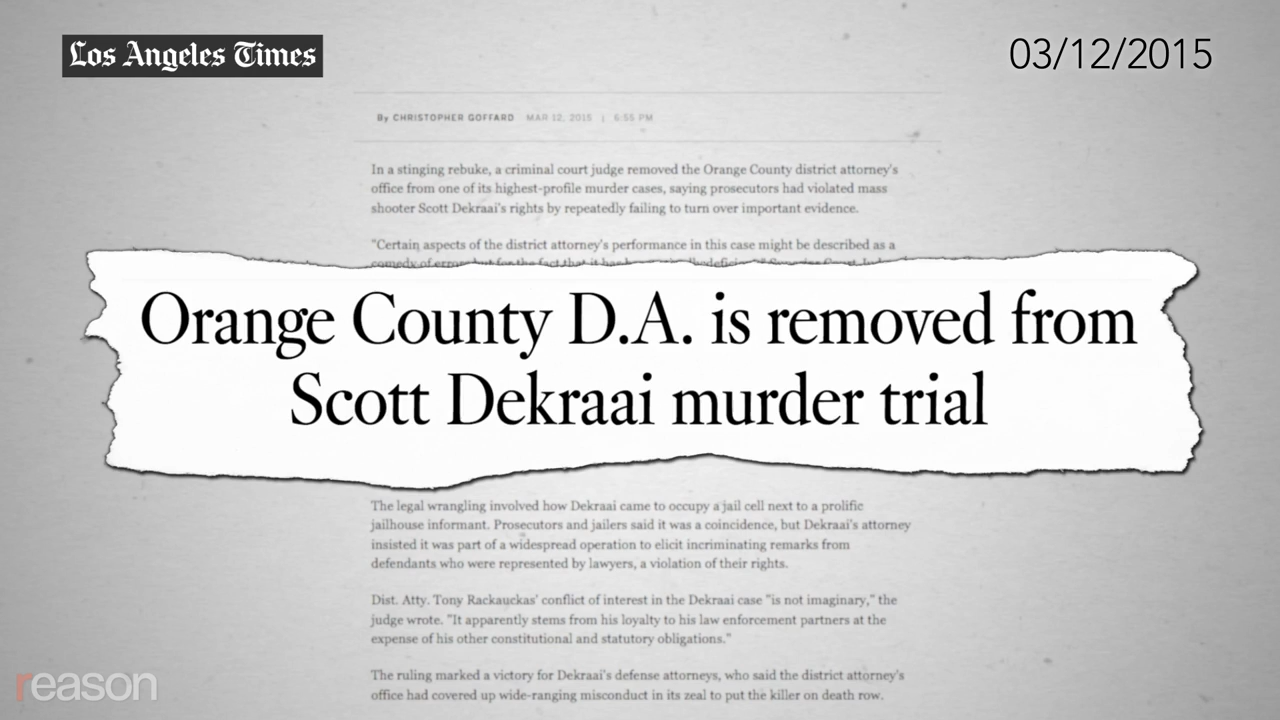 Los Angeles Times
03/12/2015
By CHRISTOPHER GOFFARD MAR 12, 2015 | 6:55 PM
In a stinging rebuke, a criminal court judge removed the Orange County district attorney's
office from one of its highest-profile murder cases, saying prosecutors had violated mass
shooter Scott Dekraai's rights by repeatedly failing to turn over important evidence.
"Certain aspects of the district attorney's performance in this case might be described as a
comedy of errors but for the fact that it has
Orange County D.A. is removed from
Scott Dekraai murder trial
The legal wrangling involved how Dekraai came to occupy a jail cell next to a prolific
jailhouse informant. Prosecutors and jailers said it was a coincidence, but Dekraai's attorney
insisted it was part of a widespread operation to elicit incriminating remarks from
defendants who were represented by lawyers, a violation of their rights.
Dist. Atty. Tony Rackauckas' conflict of interest in the Dekraai case "is not imaginary," the
judge wrote. "It apparently stems from his loyalty to his law enforcement partners at the
expense of his other constitutional and statutory obligations."
The ruling marked a victory for Dekraai's defense attorneys, who said the district attorney's
office had covered up wide-ranging misconduct in its zeal to put the killer on death row.
reason